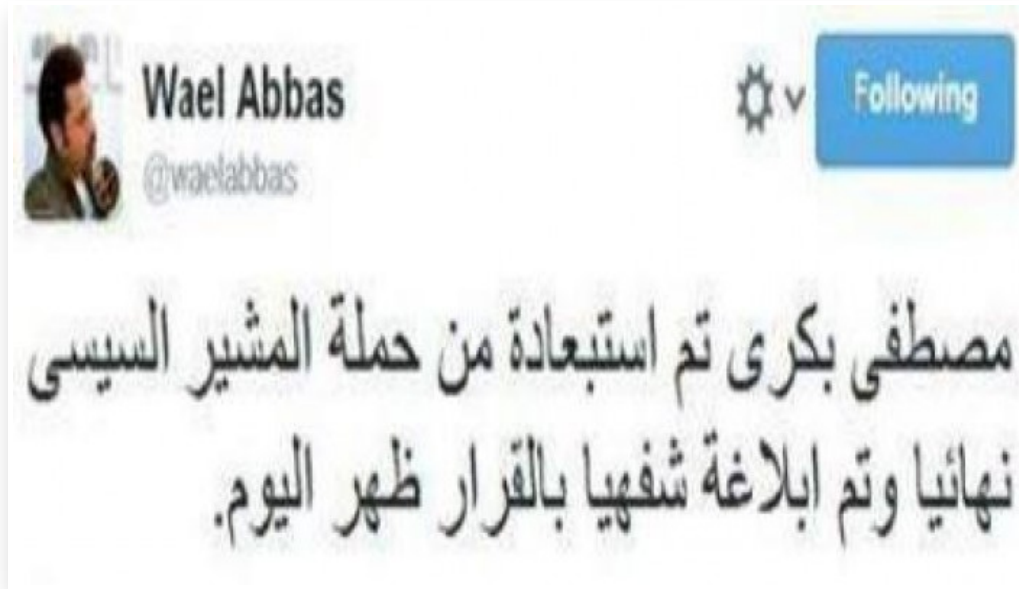 Wael Abbas
Following
@waelabbas
مصطفى بكرى تم استبعادة من حملة المشير السيسى
نهائيا وتم ابلاغة شفهيا بالقرار ظهر اليوم.